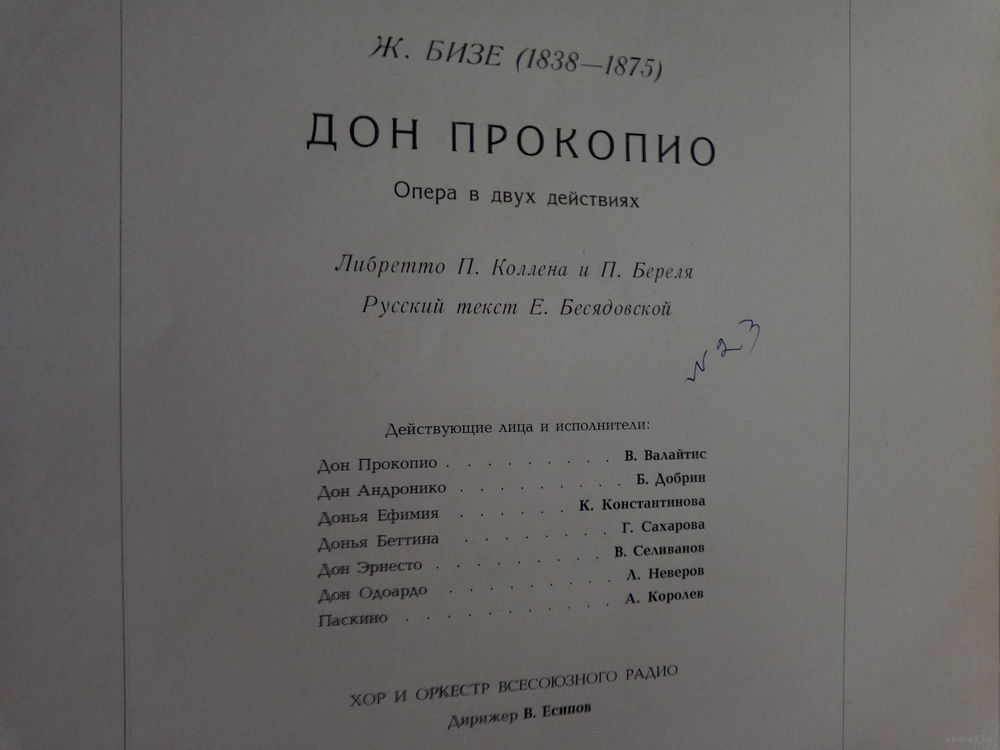 Ж. БИЗЕ (1838—1875)
ДОН ПРОКОПИО
Опера в двух действиях
Либретто П. Коллена и П. Береля
Русский текст Е. Бесядовской
№ 23
Действующие лица и исполнители:
Дон Прокопио . . . . . . . . . В. Валайтис
Дон Андронико . . . . . . . . . Б. Добрин
Донья Ефимия . . . . . . К. Константинова
Донья Беттина . . . . . . . . Г. Сахарова
Дон Эрнесто . . . . . . . . . В. Селиванов
Дон Одоардо . . . . . . . . . Л. Неверов
Паскино . . . . . . . . . . . А. Королев
ХОР И ОРКЕСТР ВСЕСОЮЗНОГО РАДИО
Дирижер В. Есипов